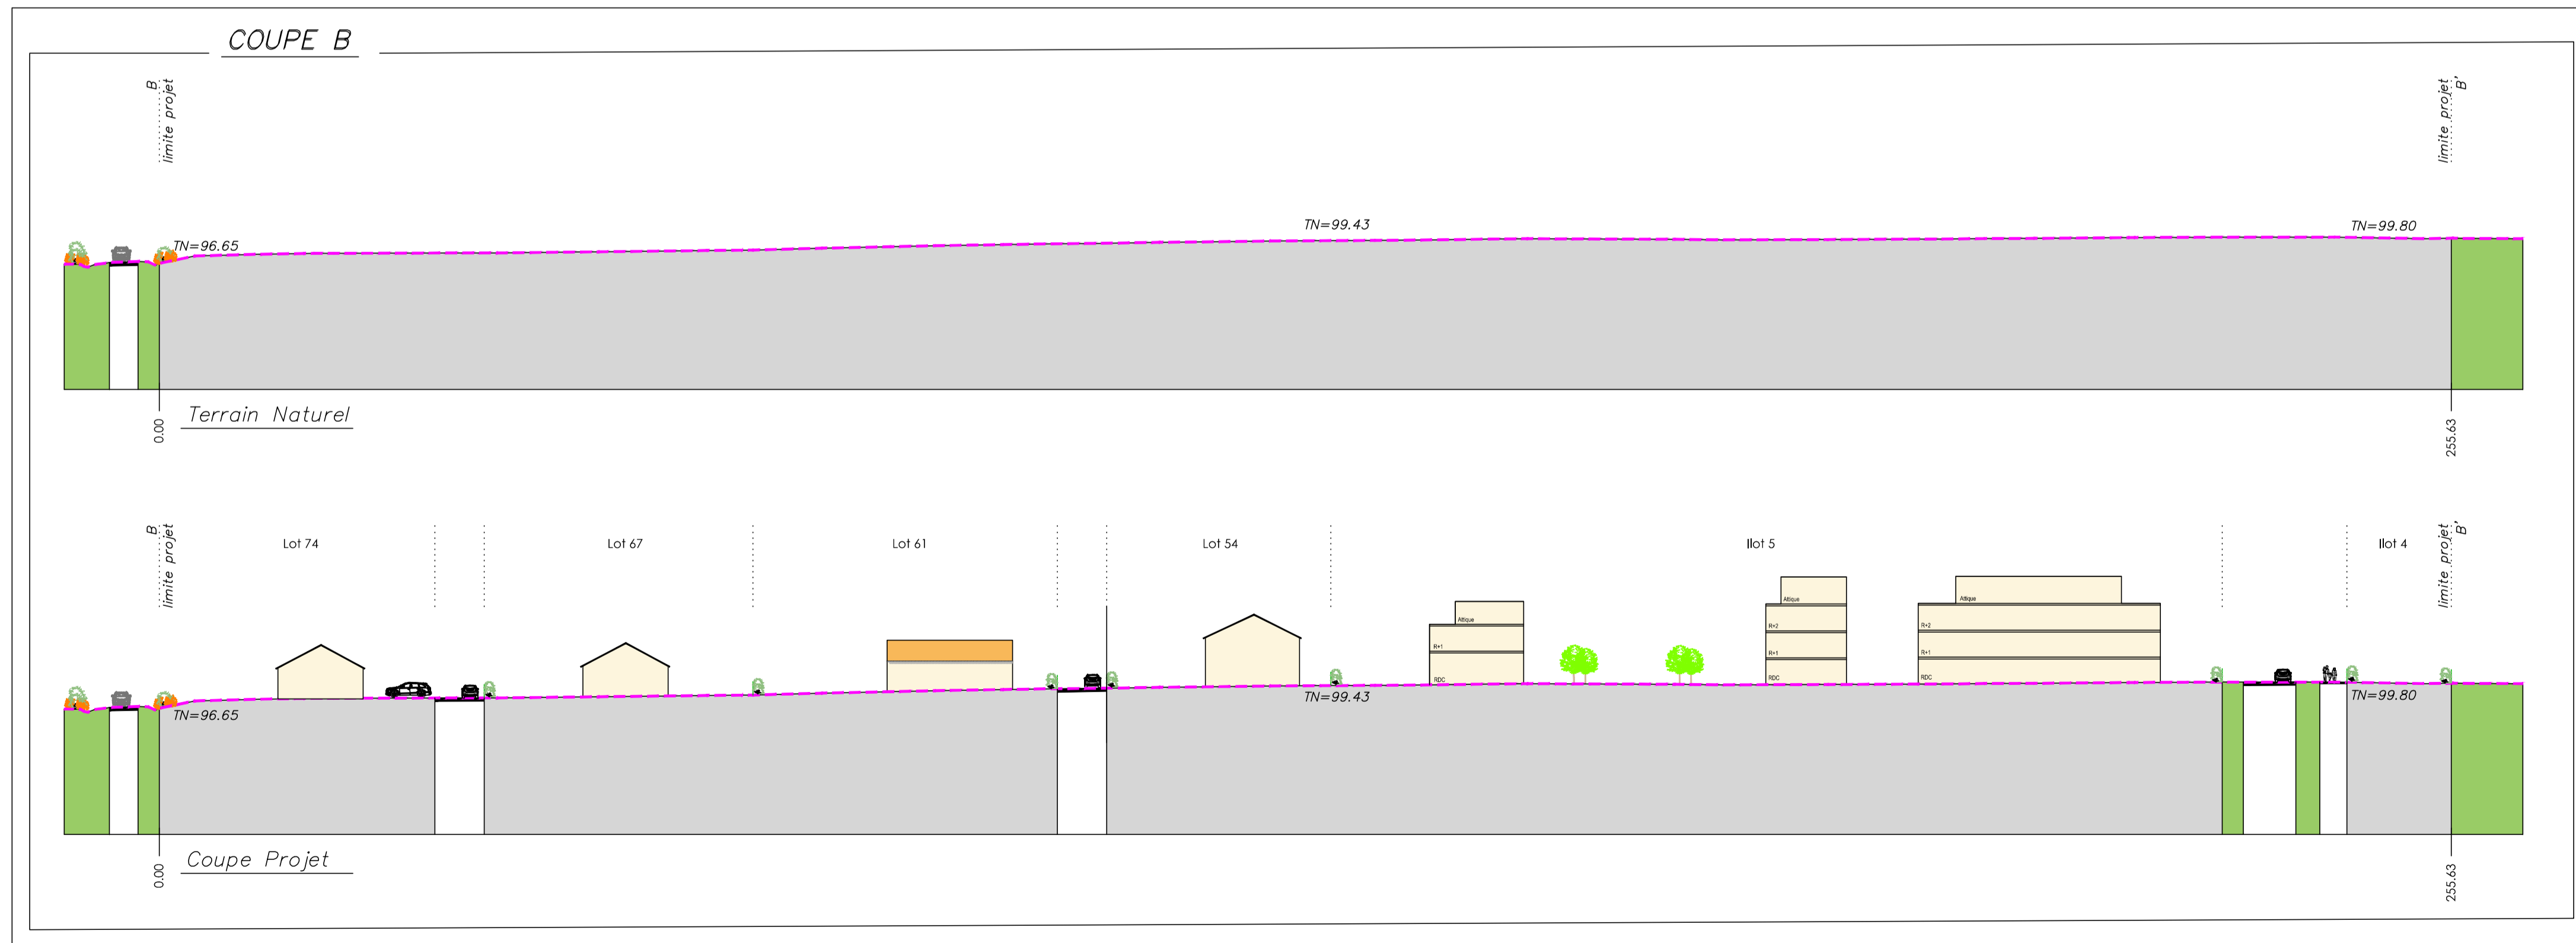 COUPE B
B
limite projet
limite projet
B'
TN=96.65
TN=99.43
TN=99.80
0.00
Terrain Naturel
255.63
B
limite projet
Lot 74
Lot 67
Lot 61
Lot 54
Ilot 5
Ilot 4
limite projet
B'
Attique
R+1
RDC
Attique
R+2
R+1
RDC
Attique
R+2
R+1
RDC
TN=96.65
TN=99.43
TN=99.80
0.00
Coupe Projet
255.63